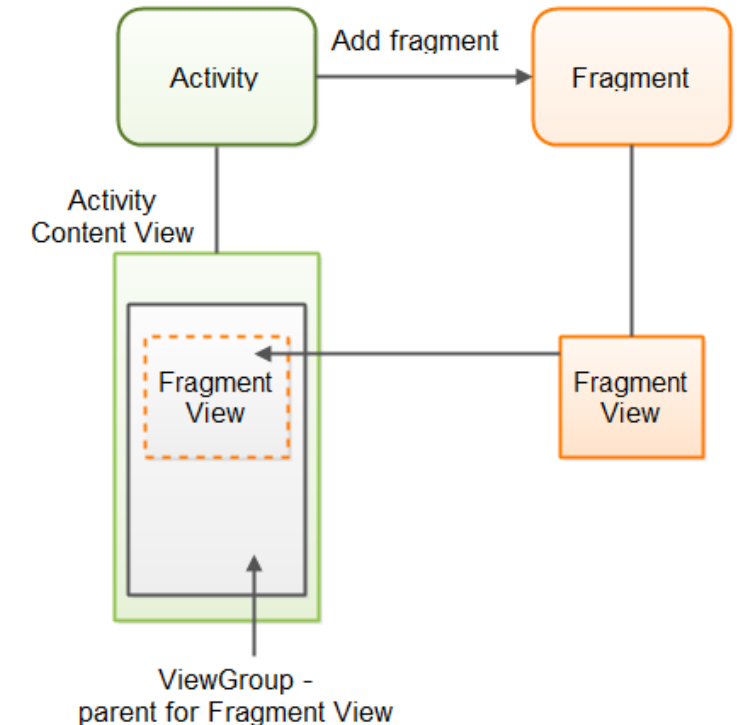 Add fragment
Activity
Fragment
Activity
Content View
Fragment
View
Fragment
View
ViewGroup -
parent for Fragment View